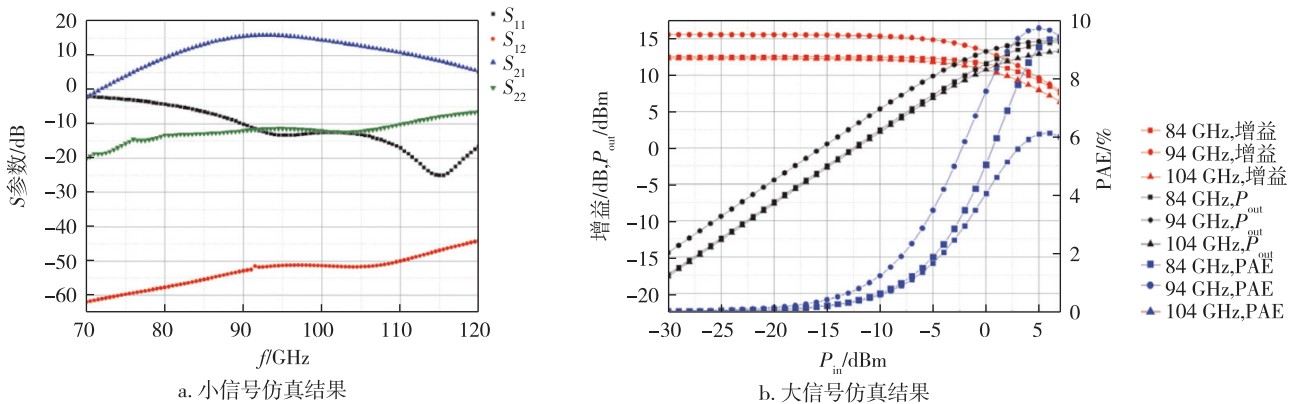 20
10
0
-10
-20
-30
-40
-50
-60
S参数/dB
70
80
90
100
110
120
f/GHz
S11
S12
S21
S22
a. 小信号仿真结果
15
10
5
0
-5
-10
-15
-20
增益/dB,Pout/dBm
10
8
6
4
2
0
PAE/%
-30
-25
-20
-15
-10
-5
0
5
Pin/dBm
84 GHz,增益
94 GHz,增益
104 GHz,增益
84 GHz,Pout
94 GHz,Pout
104 GHz,Pout
84 GHz,PAE
94 GHz,PAE
104 GHz,PAE
b. 大信号仿真结果